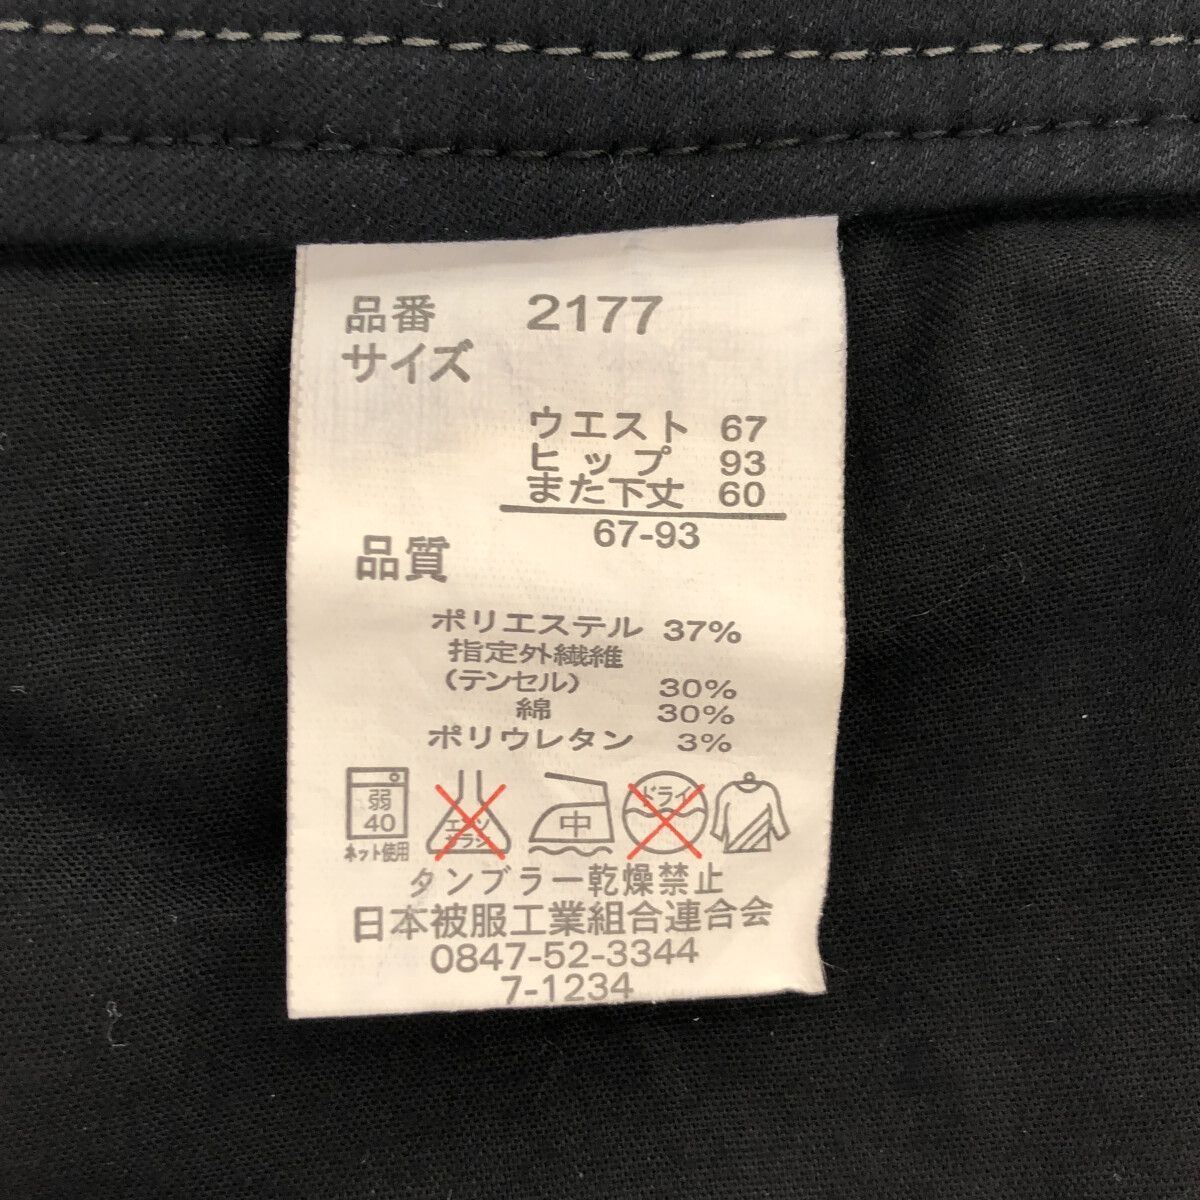 品番 2177
サイズ
ウエスト 67
ヒップ 93
また下丈 60
67-93
品質
ポリエステル 37%
指定外繊維
(テンセル) 30%
綿 30%
ポリウレタン 3%
弱
40
ネット使用
エンソ
サラシ
中
ドライ
タンブラー乾燥禁止
日本被服工業組合連合会
0847-52-3344
7-1234